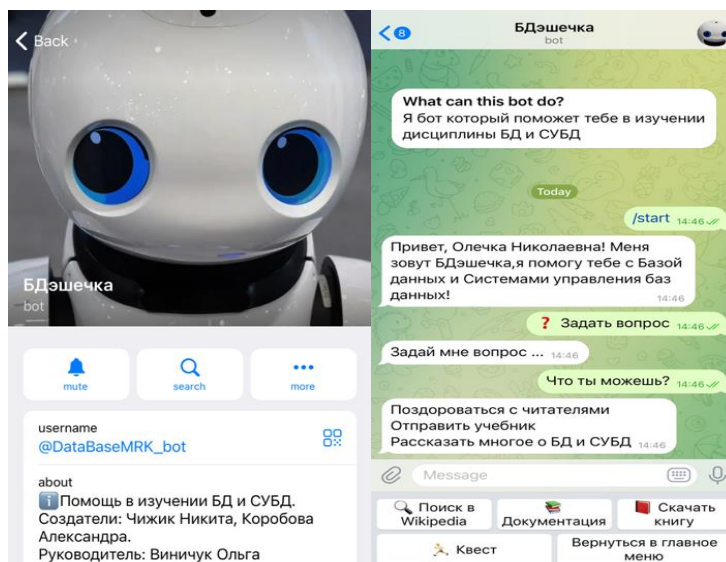 Back
БДэшечка
bot
mute
search
more
username
@DataBaseMRK_bot
about
ℹ️Помощь в изучении БД и СУБД.
Создатели: Чижик Никита, Коробова
Александра.
Руководитель: Виничук Ольга
8
БДэшечка
bot
What can this bot do?
Я бот который поможет тебе в изучении
дисциплины БД и СУБД
Today
/start 14:46
Привет, Олечка Николаевна! Меня
зовут БДэшечка,я помогу тебе с Базой
данных и Системами управления баз
данных! 14:46
❓ Задать вопрос 14:46
Задай мне вопрос ... 14:46
Что ты можешь? 14:46
Поздороваться с читателями
Отправить учебник
Рассказать многое о БД и СУБД 14:46
Message
Поиск в
Wikipedia
Документация
Скачать
книгу
Квест
Вернуться в главное
меню